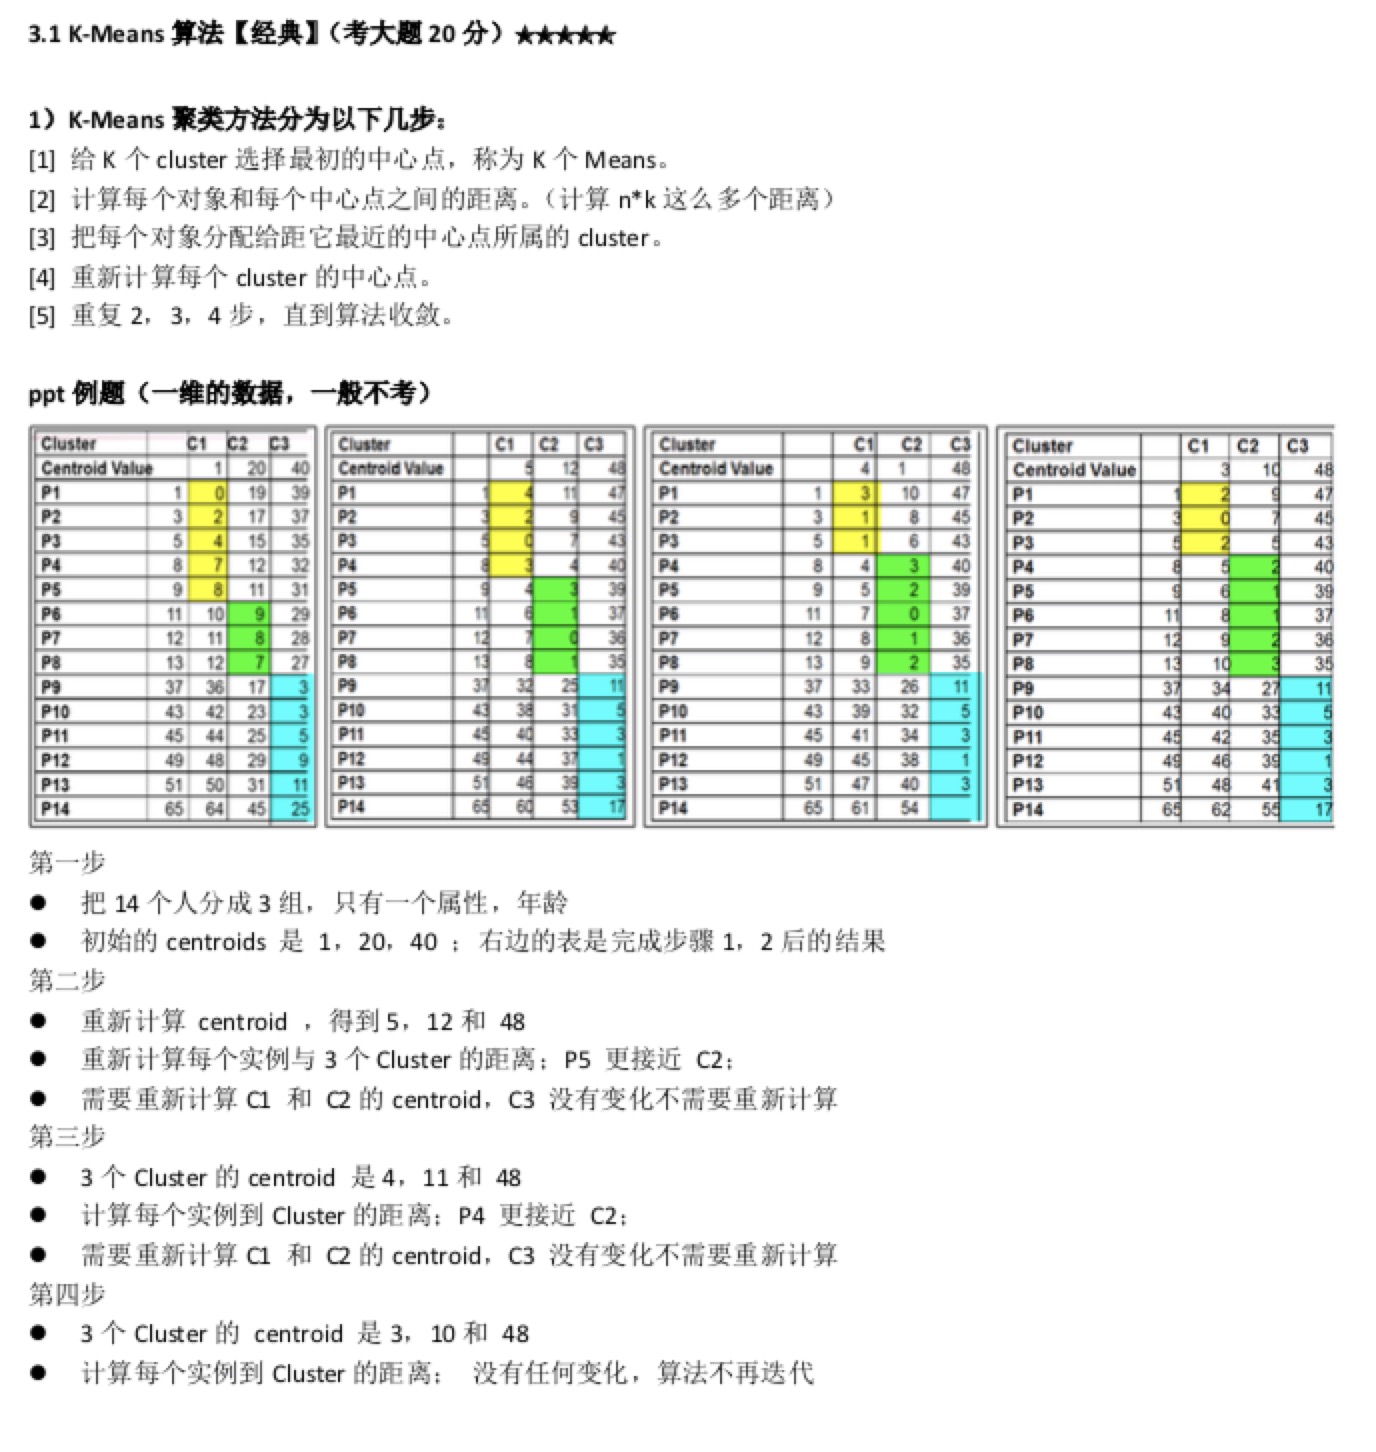 3.1 K-Means 算法【经典】（考大题 20 分）★★★★★
1）K-Means 聚类方法分为以下几步：
[1] 给 K 个 cluster 选择最初的中心点，称为 K 个 Means。
[2] 计算每个对象和每个中心点之间的距离。（计算 n*k 这么多个距离）
[3] 把每个对象分配给距它最近的中心点所属的 cluster。
[4] 重新计算每个 cluster 的中心点。
[5] 重复 2，3，4 步，直到算法收敛。
ppt 例题（一维的数据，一般不考）
Cluster C1 C2 C3
Centroid Value 1 20 40
P1 1 0 19 39
P2 3 2 17 37
P3 5 4 15 35
P4 8 7 12 32
P5 9 8 11 31
P6 11 10 9 29
P7 12 11 8 28
P8 13 12 7 27
P9 37 36 17 3
P10 43 42 23 3
P11 45 44 25 5
P12 49 48 29 9
P13 51 50 31 11
P14 65 64 45 25
Cluster C1 C2 C3
Centroid Value 5 12 48
P1 1 4 11 47
P2 3 2 9 45
P3 5 0 7 43
P4 8 3 4 40
P5 9 4 3 39
P6 11 6 1 37
P7 12 7 0 36
P8 13 8 1 35
P9 37 32 25 11
P10 43 38 31 5
P11 45 40 33 3
P12 49 44 37 1
P13 51 46 39 3
P14 65 60 53 17
Cluster C1 C2 C3
Centroid Value 4 1 48
P1 1 3 10 47
P2 3 1 8 45
P3 5 1 6 43
P4 8 4 3 40
P5 9 5 2 39
P6 11 7 0 37
P7 12 8 1 36
P8 13 9 2 35
P9 37 33 26 11
P10 43 39 32 5
P11 45 41 34 3
P12 49 45 38 1
P13 51 47 40 3
P14 65 61 54
Cluster C1 C2 C3
Centroid Value 3 10 48
P1 1 2 9 47
P2 3 0 7 45
P3 5 2 5 43
P4 8 5 2 40
P5 9 6 1 39
P6 11 8 1 37
P7 12 9 2 36
P8 13 10 3 35
P9 37 34 27 11
P10 43 40 33 5
P11 45 42 35 3
P12 49 46 39 1
P13 51 48 41 3
P14 65 62 55 17
第一步
● 把 14 个人分成 3 组，只有一个属性，年龄
● 初始的 centroids 是 1，20，40 ；右边的表是完成步骤 1，2 后的结果
第二步
● 重新计算 centroid ，得到 5，12 和 48
● 重新计算每个实例与 3 个 Cluster 的距离；P5 更接近 C2；
● 需要重新计算 C1 和 C2 的 centroid，C3 没有变化不需要重新计算
第三步
● 3 个 Cluster 的 centroid 是 4，11 和 48
● 计算每个实例到 Cluster 的距离；P4 更接近 C2；
● 需要重新计算 C1 和 C2 的 centroid，C3 没有变化不需要重新计算
第四步
● 3 个 Cluster 的 centroid 是 3，10 和 48
● 计算每个实例到 Cluster 的距离； 没有任何变化，算法不再迭代